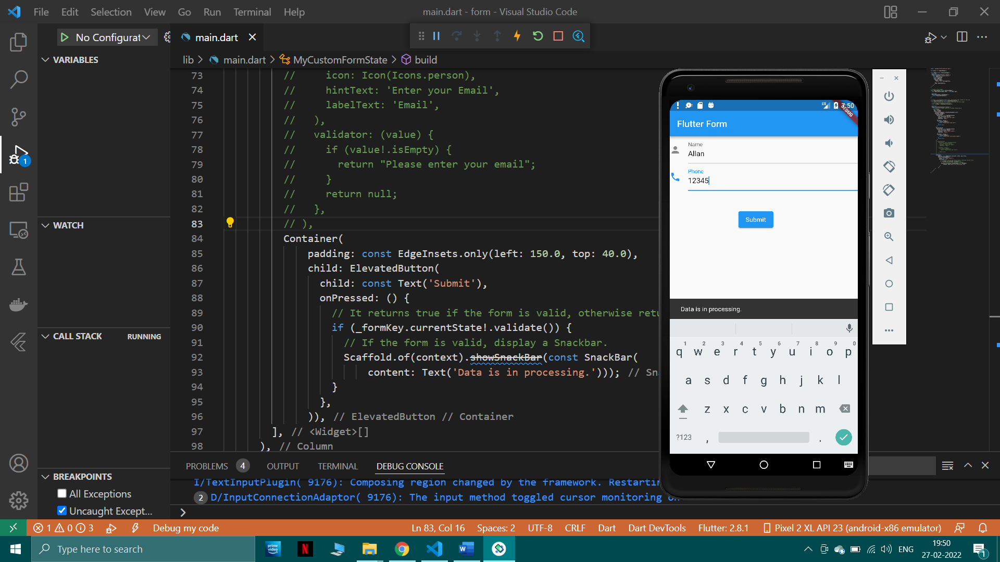 File Edit Selection View Go Run Terminal Help
main.dart - form - Visual Studio Code
No Configurat
main.dart
VARIABLES
lib > main.dart > MyCustomFormState > build
73 // icon: Icon(Icons.person),
74 // hintText: 'Enter your Email',
75 // labelText: 'Email',
76 // ),
77 // validator: (value) {
78 // if (value!.isEmpty) {
79 // return "Please enter your email";
80 // }
81 // return null;
82 // },
83 // ),
84 Container(
85 padding: const EdgeInsets.only(left: 150.0, top: 40.0),
86 child: ElevatedButton(
87 child: const Text('Submit'),
88 onPressed: () {
89 // It returns true if the form is valid, otherwise retu
90 if (_formKey.currentState!.validate()) {
91 // If the form is valid, display a Snackbar.
92 Scaffold.of(context).showSnackBar(const SnackBar(
93 content: Text('Data is in processing.'))); // Sn
94 }
95 },
96 )), // ElevatedButton // Container
97 ], // <Widget>[]
98 ), // Column
WATCH
CALL STACK RUNNING
BREAKPOINTS
All Exceptions
Uncaught Except...
1
LTE 7:50
DEBUG
Flutter Form
Name
Allan
Phone
12345
Submit
Data is in processing.
1 2 3 4 5 6 7 8 9 0
q w e r t y u i o p
a s d f g h j k l
z x c v b n m
?123 , .
PROBLEMS 4 OUTPUT TERMINAL DEBUG CONSOLE
I/TextInputPlugin( 9176): Composing region changed by the framework. Restartin
2 D/InputConnectionAdaptor( 9176): The input method toggled cursor monitoring on
1 0 3 Debug my code Ln 83, Col 16 Spaces: 2 UTF-8 CRLF Dart Dart DevTools Flutter: 2.8.1 Pixel 2 XL API 23 (android-x86 emulator)
Type here to search
prime video
N
W
ENG
19:50
27-02-2022
1